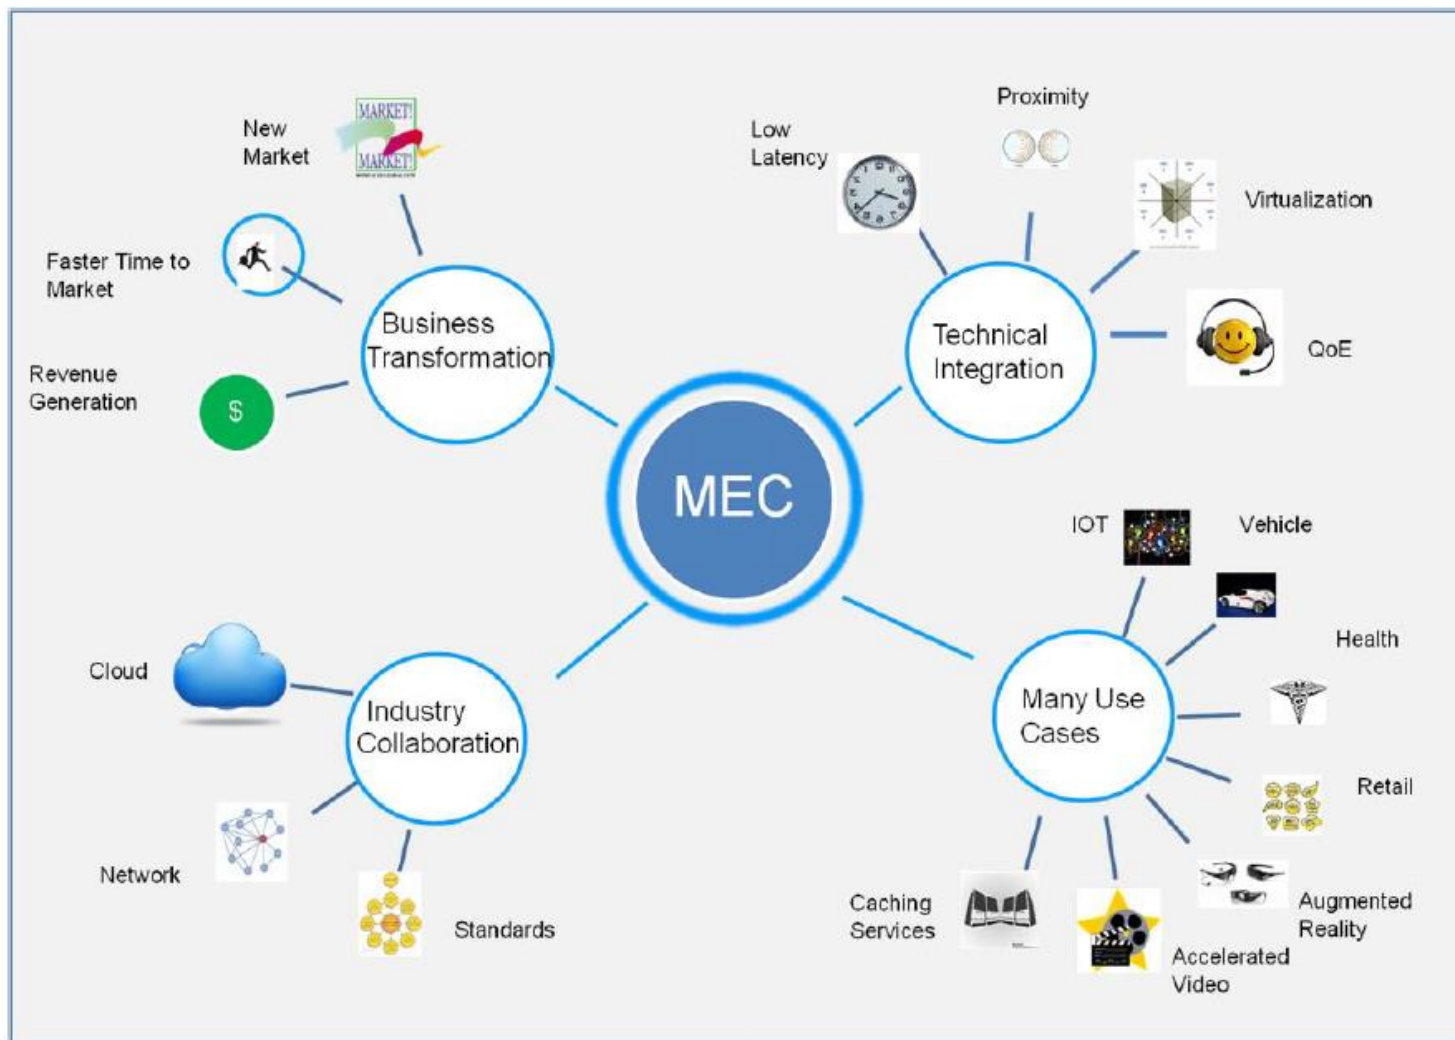 New
Market
MARKET!
MARKET!
Faster Time to
Market
Revenue
Generation
$
Business
Transformation
Low
Latency
Proximity
Virtualization
QoE
Technical
Integration
MEC
Cloud
Network
Standards
Industry
Collaboration
IOT
Vehicle
Health
Retail
Augmented
Reality
Accelerated
Video
Caching
Services
Many Use
Cases